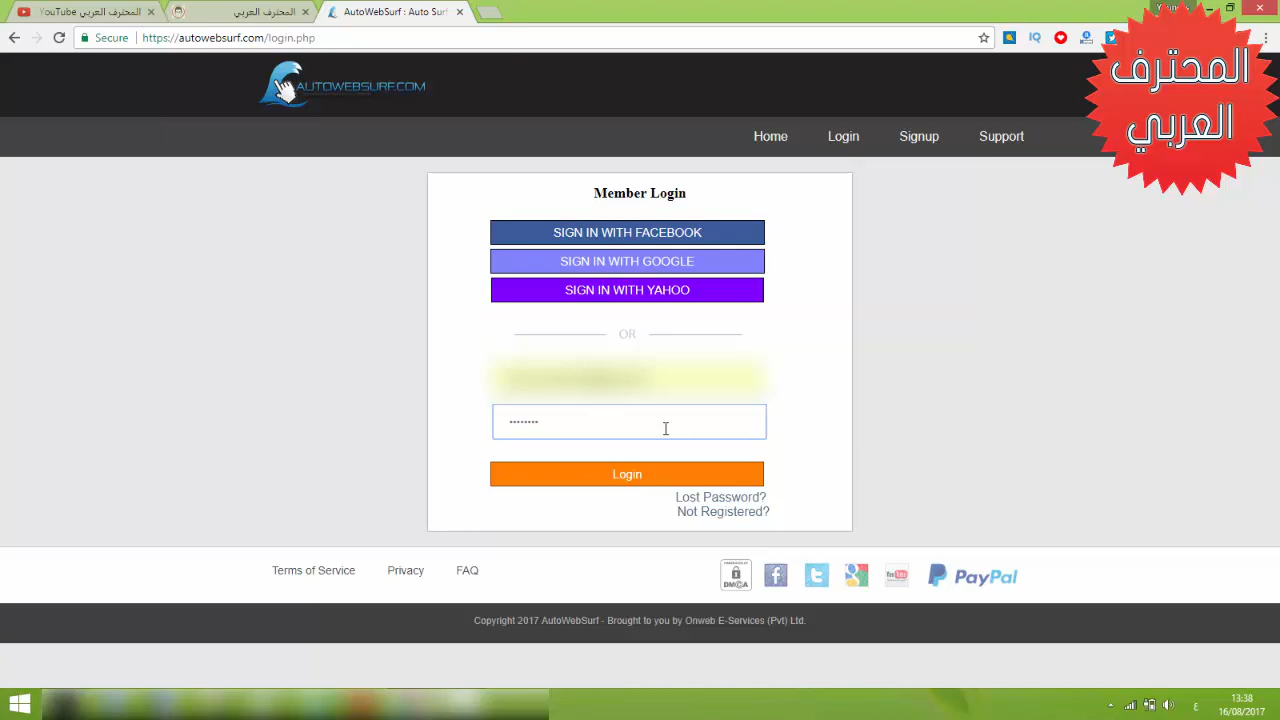 YouTube المحترف العربي
المحترف العربي
AutoWebSurf : Auto Surf
Secure
https://autowebsurf.com/login.php
IQ
المحترف
العربي
AUTOWEBSURF.COM
Home
Login
Signup
Support
Member Login
SIGN IN WITH FACEBOOK
SIGN IN WITH GOOGLE
SIGN IN WITH YAHOO
OR
Login
Lost Password?
Not Registered?
Terms of Service
Privacy
FAQ
DMCA
PayPal
Copyright 2017 AutoWebSurf - Brought to you by Onweb E-Services (Pvt) Ltd.
ع
13:38
16/08/2017